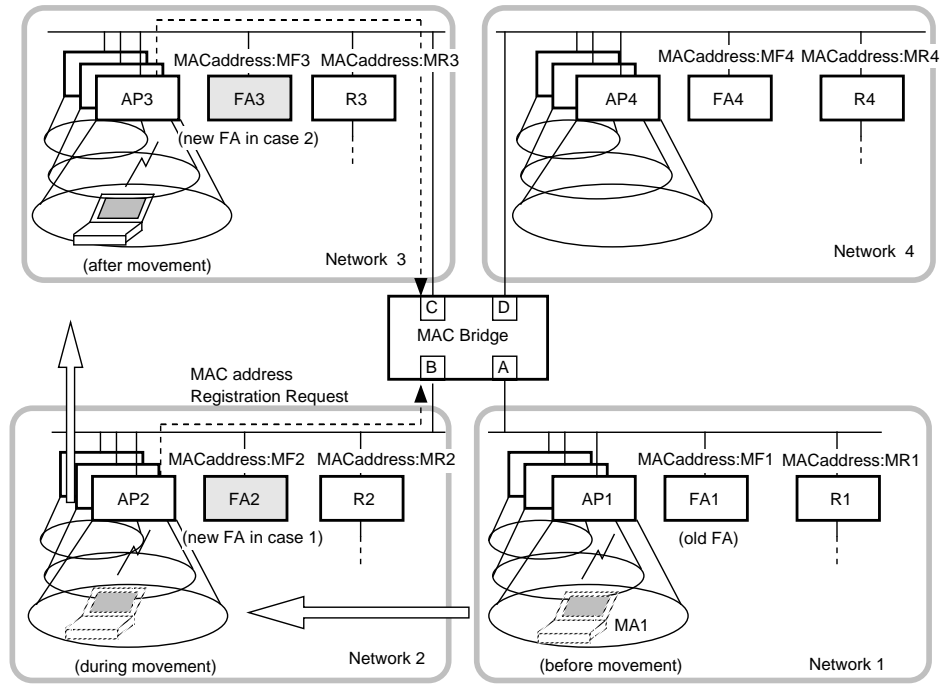 MACaddress:MF3
MACaddress:MR3
AP3
FA3
R3
(new FA in case 2)
(after movement)
Network 3
MACaddress:MF4
MACaddress:MR4
AP4
FA4
R4
Network 4
C
D
MAC Bridge
B
A
MAC address
Registration Request
MACaddress:MF2
MACaddress:MR2
AP2
FA2
R2
(new FA in case 1)
(during movement)
Network 2
MACaddress:MF1
MACaddress:MR1
AP1
FA1
R1
(old FA)
MA1
(before movement)
Network 1